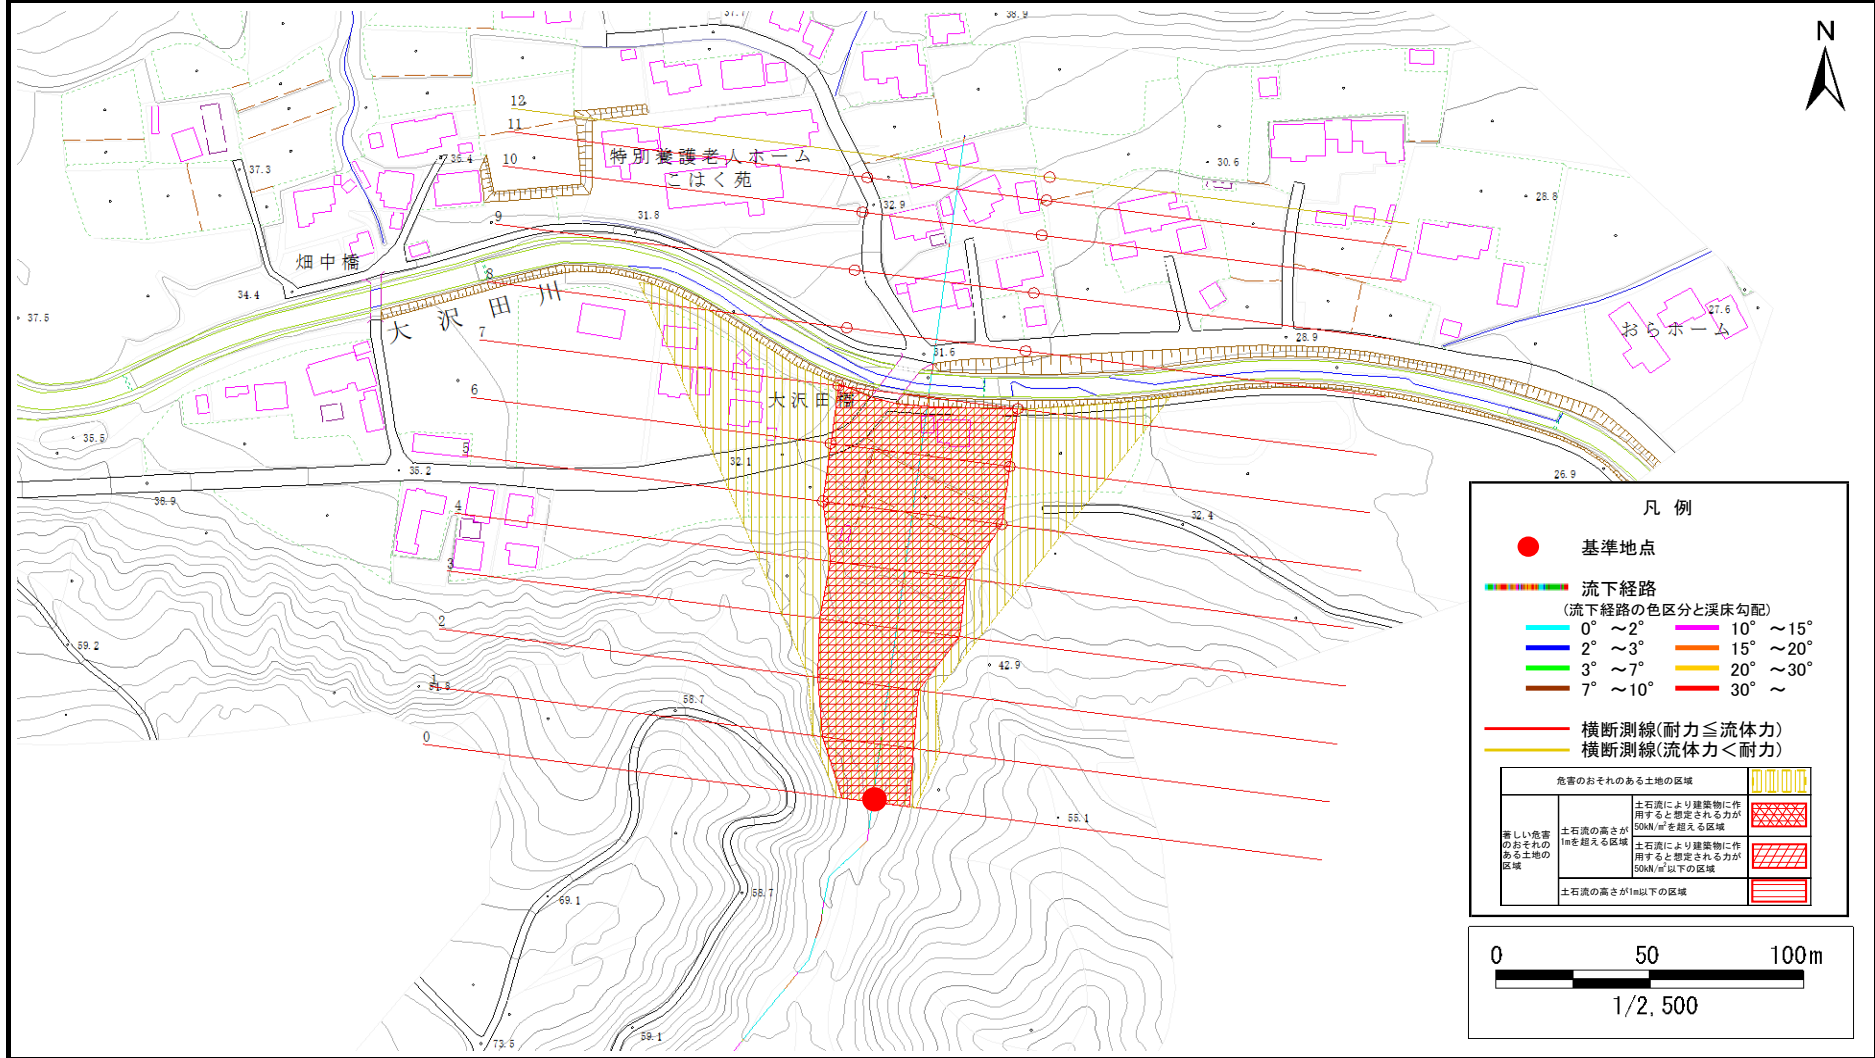 N
37.7
38.9
12
11
10
35.4
特別養護老人ホーム
こはく苑
37.3
30.6
28.8
9
31.8
32.9
畑中橋
8
34.4
大沢田川
37.5
7
31.6
28.9
27.6
おらホーム
6
大沢田橋
35.5
5
35.2
32.1
26.9
38.9
4
32.4
3
2
59.2
42.9
1
51.8
58.7
0
55.1
58.7
69.1
59.1
73.5
凡 例
基準地点
流下経路
(流下経路の色区分と渓床勾配)
0° ～2° 10° ～15°
2° ～3° 15° ～20°
3° ～7° 20° ～30°
7° ～10° 30° ～
横断測線(耐力≦流体力)
横断測線(流体力＜耐力)
危害のおそれのある土地の区域
著しい危害
のおそれの
ある土地の
区域
土石流の高さが
1mを超える区域
土石流により建築物に作
用すると想定される力が
50kN/㎡を超える区域
土石流により建築物に作
用すると想定される力が
50kN/㎡以下の区域
土石流の高さが1m以下の区域
0 50 100m
1/2,500